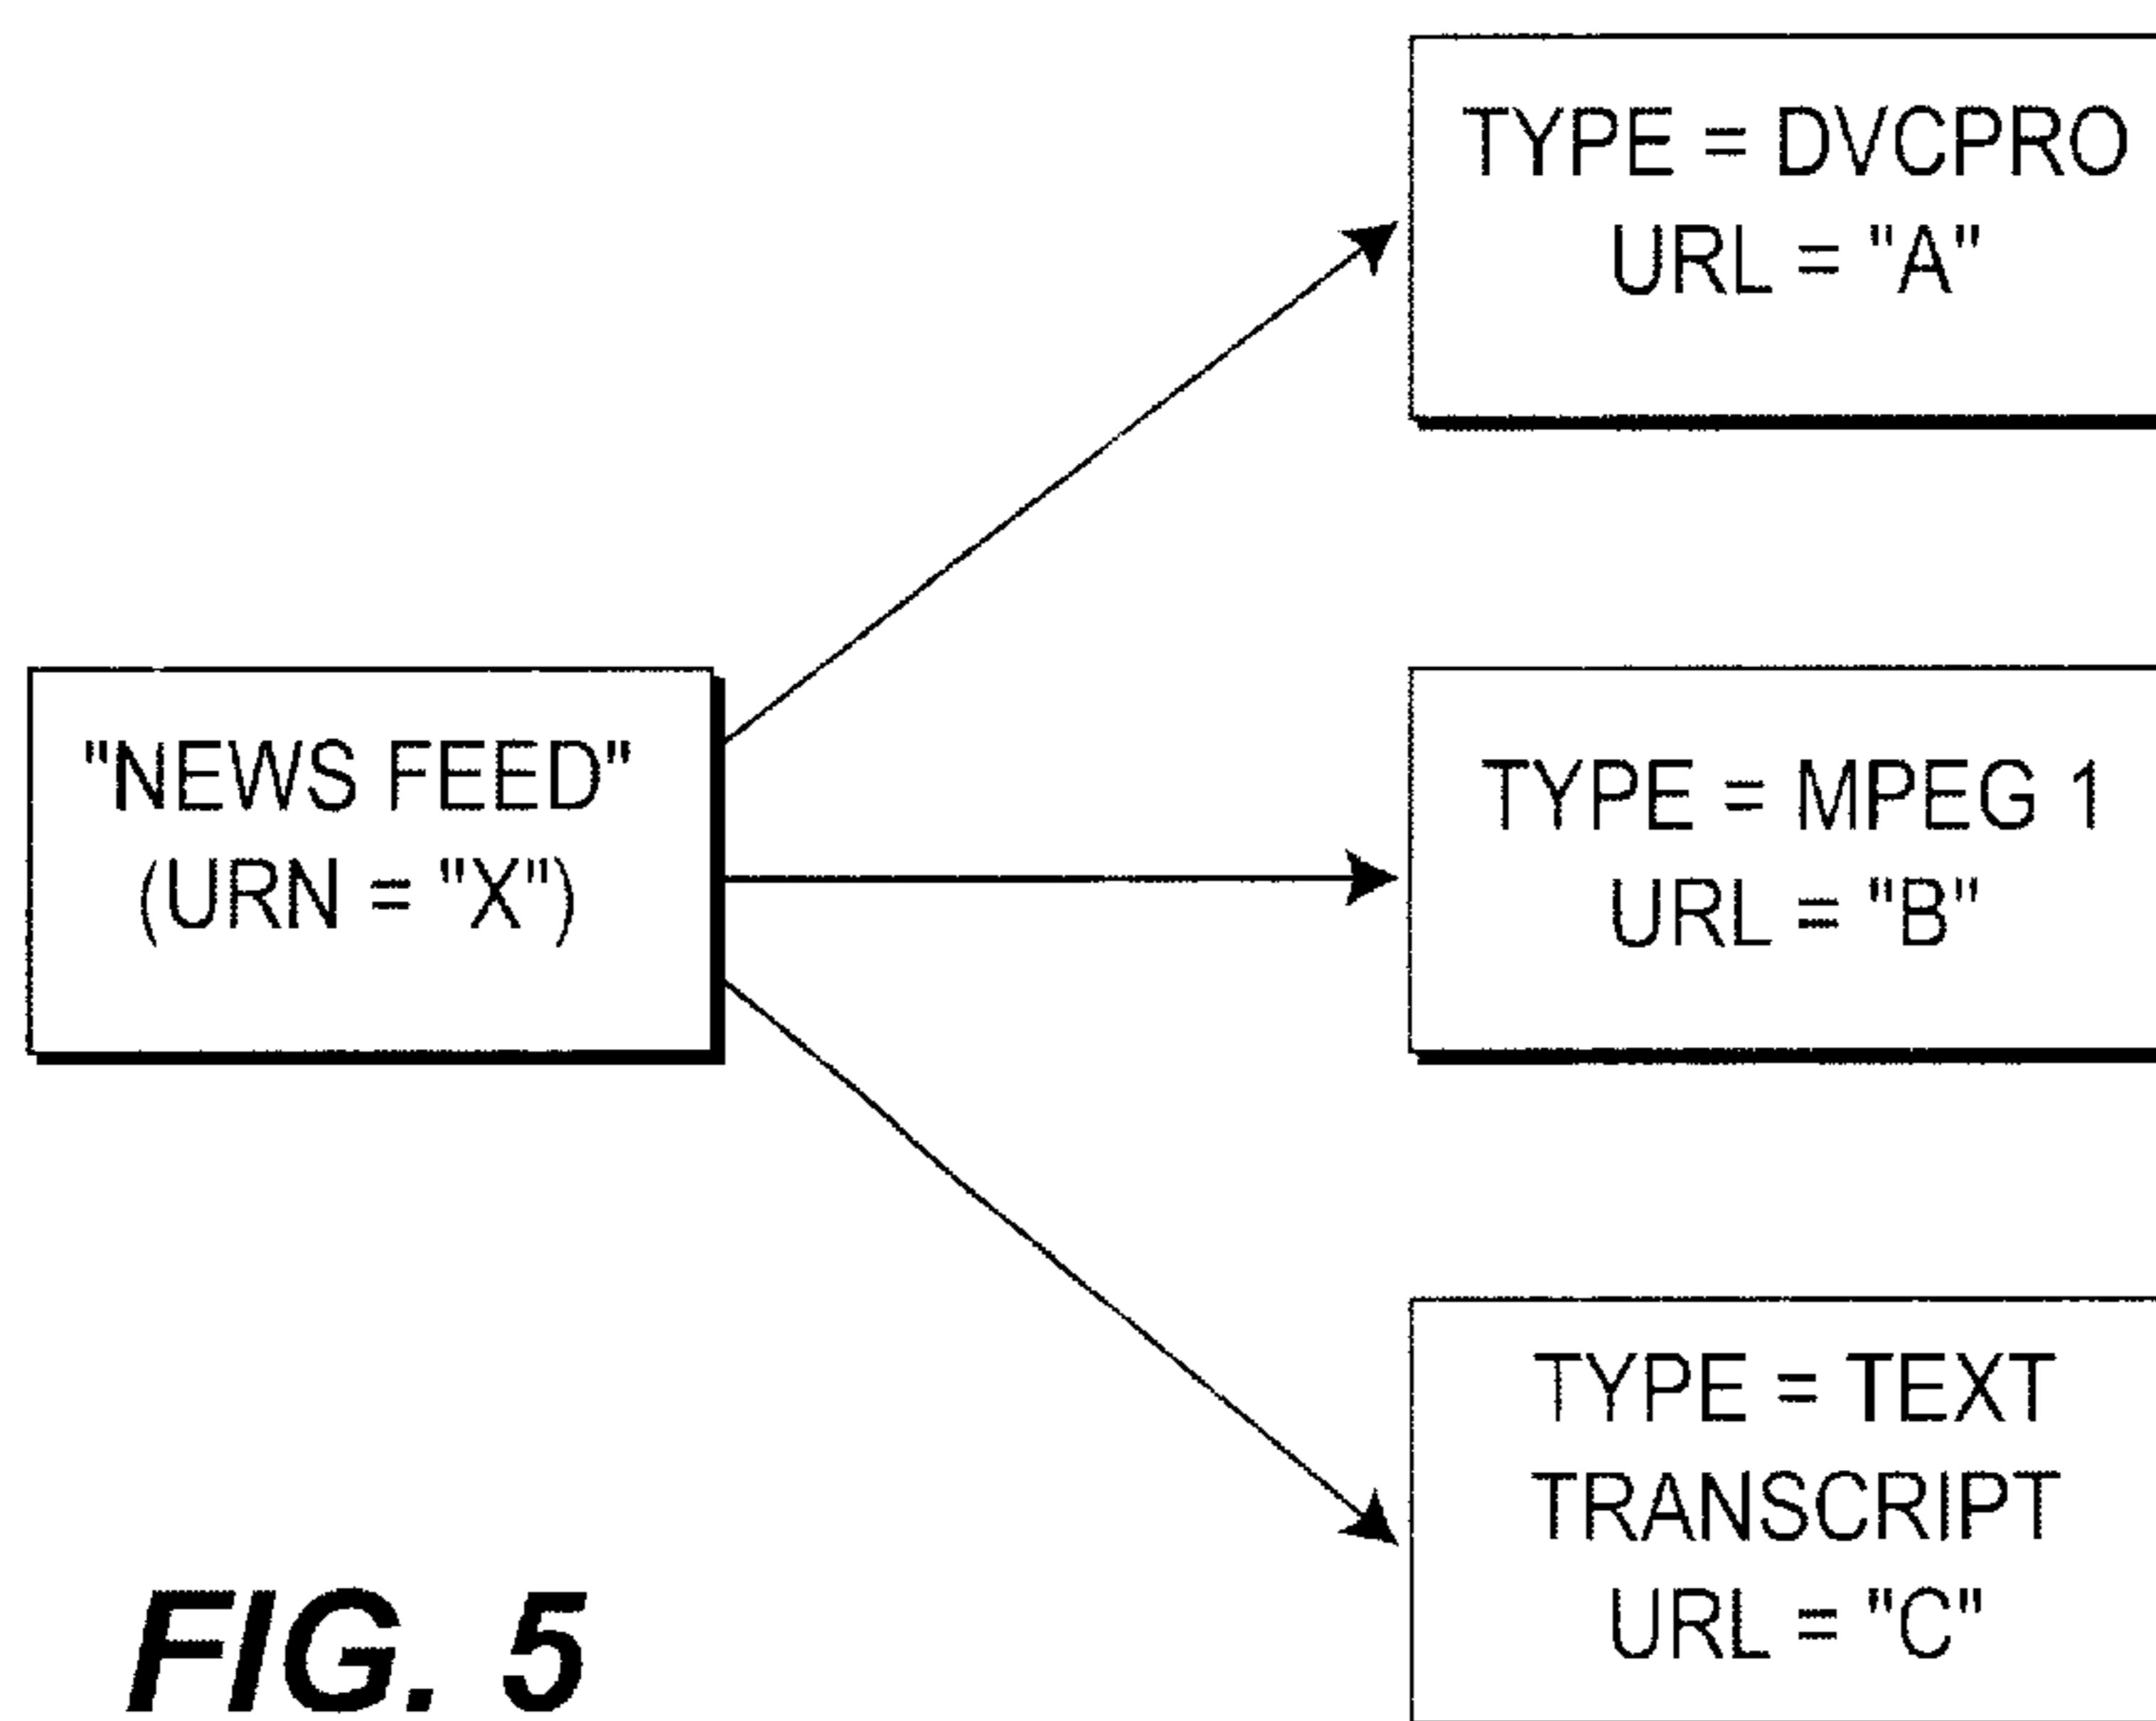 TYPE = DVCPRO
URL = "A"
"NEWS FEED"
(URN = "X")
TYPE = MPEG 1
URL = "B"
TYPE = TEXT
TRANSCRIPT
URL = "C"
FIG. 5